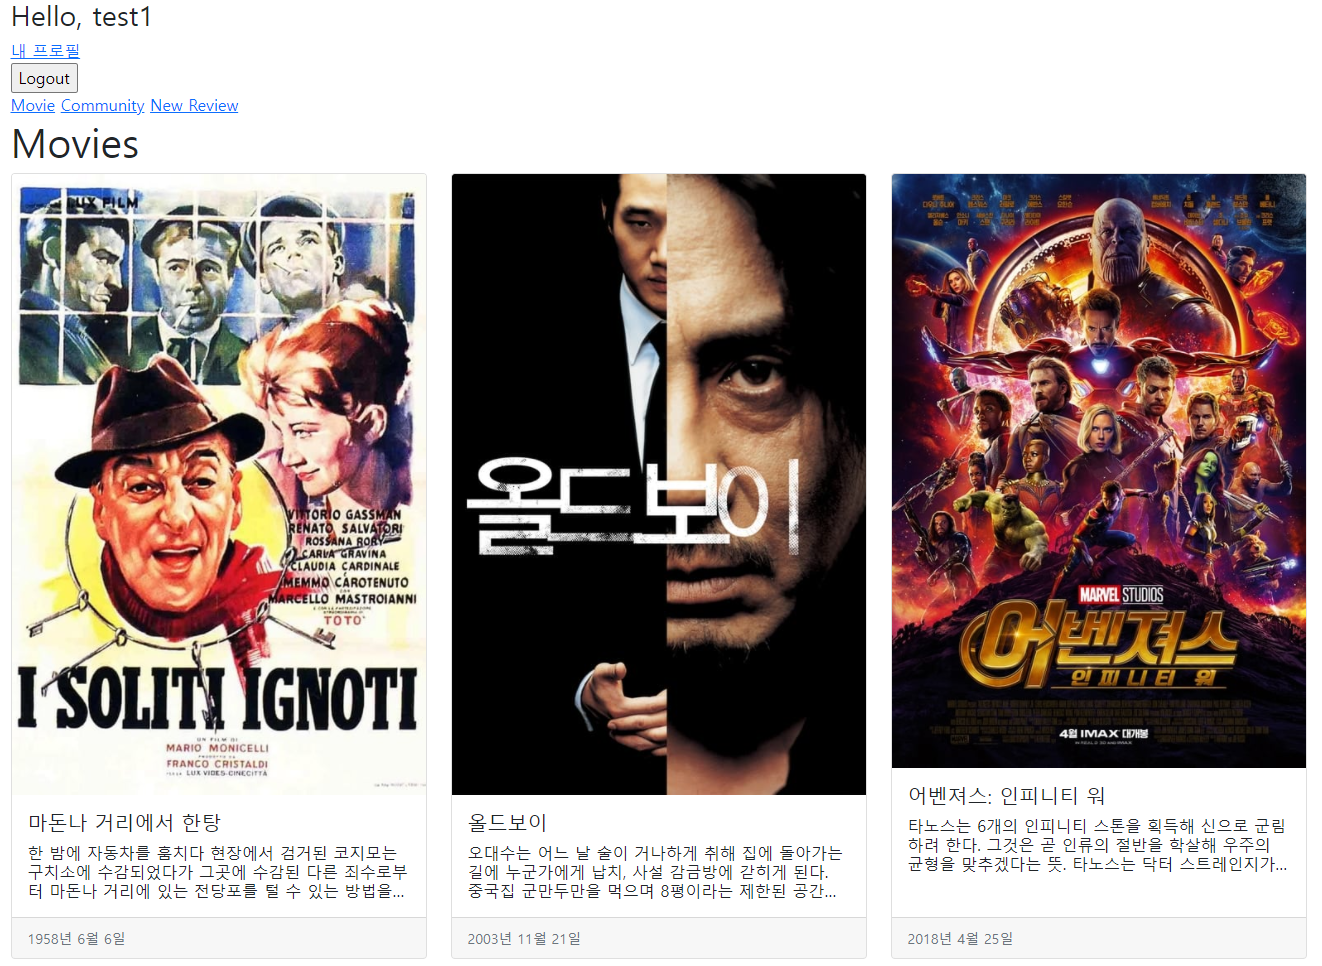 Hello, test1
내 프로필
Logout
Movie Community New Review
Movies
LUX FILM
VITTORIO GASSMAN
RENATO SALVATORI
ROSSANA RORY
CARLA GRAVINA
CLAUDIA CARDINALE
MEMMO CAROTENUTO
MARCELLO MASTROIANNI
TOTO'
I SOLITI IGNOTI
UN FILM DI
MARIO MONICELLI
FRANCO CRISTALDI
LUX-VIDES-CINECITTÀ
마돈나 거리에서 한탕
한 밤에 자동차를 훔치다 현장에서 검거된 코지모는
구치소에 수감되었다가 그곳에 수감된 다른 죄수로부
터 마돈나 거리에 있는 전당포를 털 수 있는 방법을...
1958년 6월 6일
올드보이
올드보이
오대수는 어느 날 술이 거나하게 취해 집에 돌아가는
길에 누군가에게 납치, 사설 감금방에 갇히게 된다.
중국집 군만두만을 먹으며 8평이라는 제한된 공간...
2003년 11월 21일
MARVEL STUDIOS
어벤져스
인피니티 워
4월 IMAX 대개봉
어벤져스: 인피니티 워
타노스는 6개의 인피니티 스톤을 획득해 신으로 군림
하려 한다. 그것은 곧 인류의 절반을 학살해 우주의
균형을 맞추겠다는 뜻. 타노스는 닥터 스트레인지가...
2018년 4월 25일